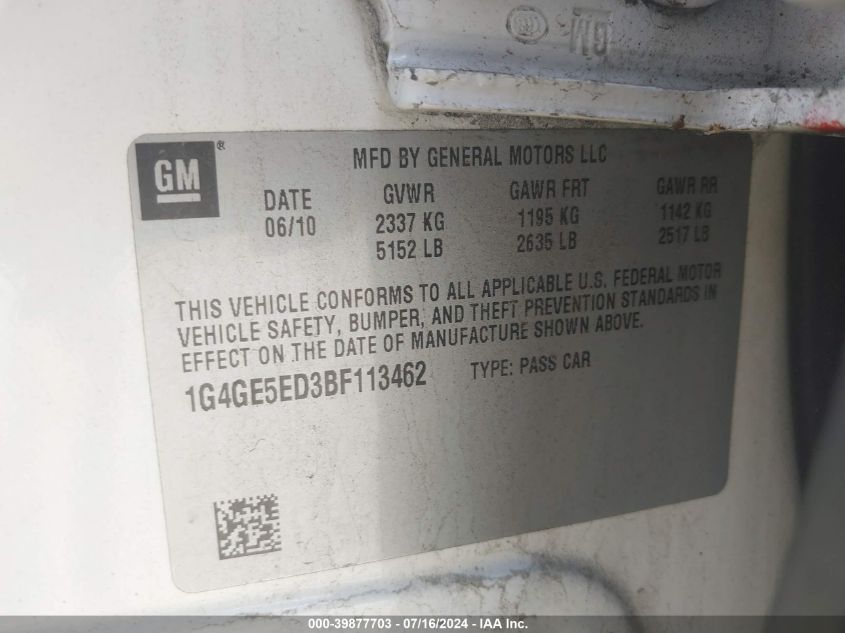 GM
GM®
MFD BY GENERAL MOTORS LLC
DATE GVWR GAWR FRT GAWR RR
06/10 2337 KG 1195 KG 1142 KG
5152 LB 2635 LB 2517 LB
THIS VEHICLE CONFORMS TO ALL APPLICABLE U.S. FEDERAL MOTOR
VEHICLE SAFETY, BUMPER, AND THEFT PREVENTION STANDARDS IN
EFFECT ON THE DATE OF MANUFACTURE SHOWN ABOVE.
1G4GE5ED3BF113462 TYPE: PASS CAR
000-39877703 - 07/16/2024 - IAA Inc.